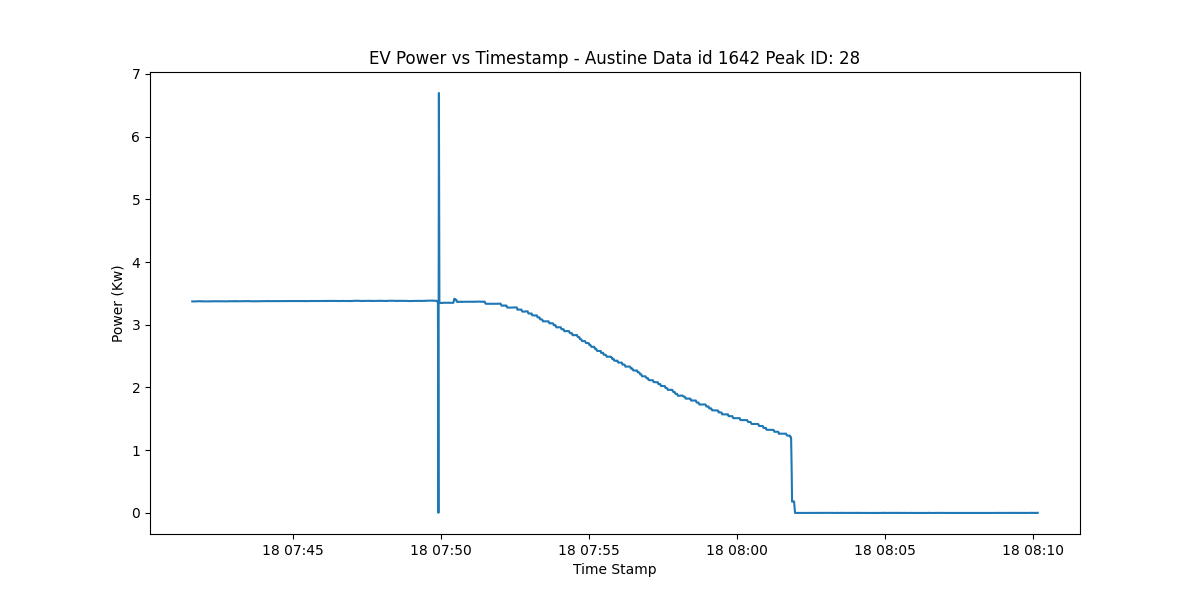 EV Power vs Timestamp - Austine Data id 1642 Peak ID: 28
7
6
5
4
3
2
1
0
Power (Kw)
18 07:45 18 07:50 18 07:55 18 08:00 18 08:05 18 08:10
Time Stamp